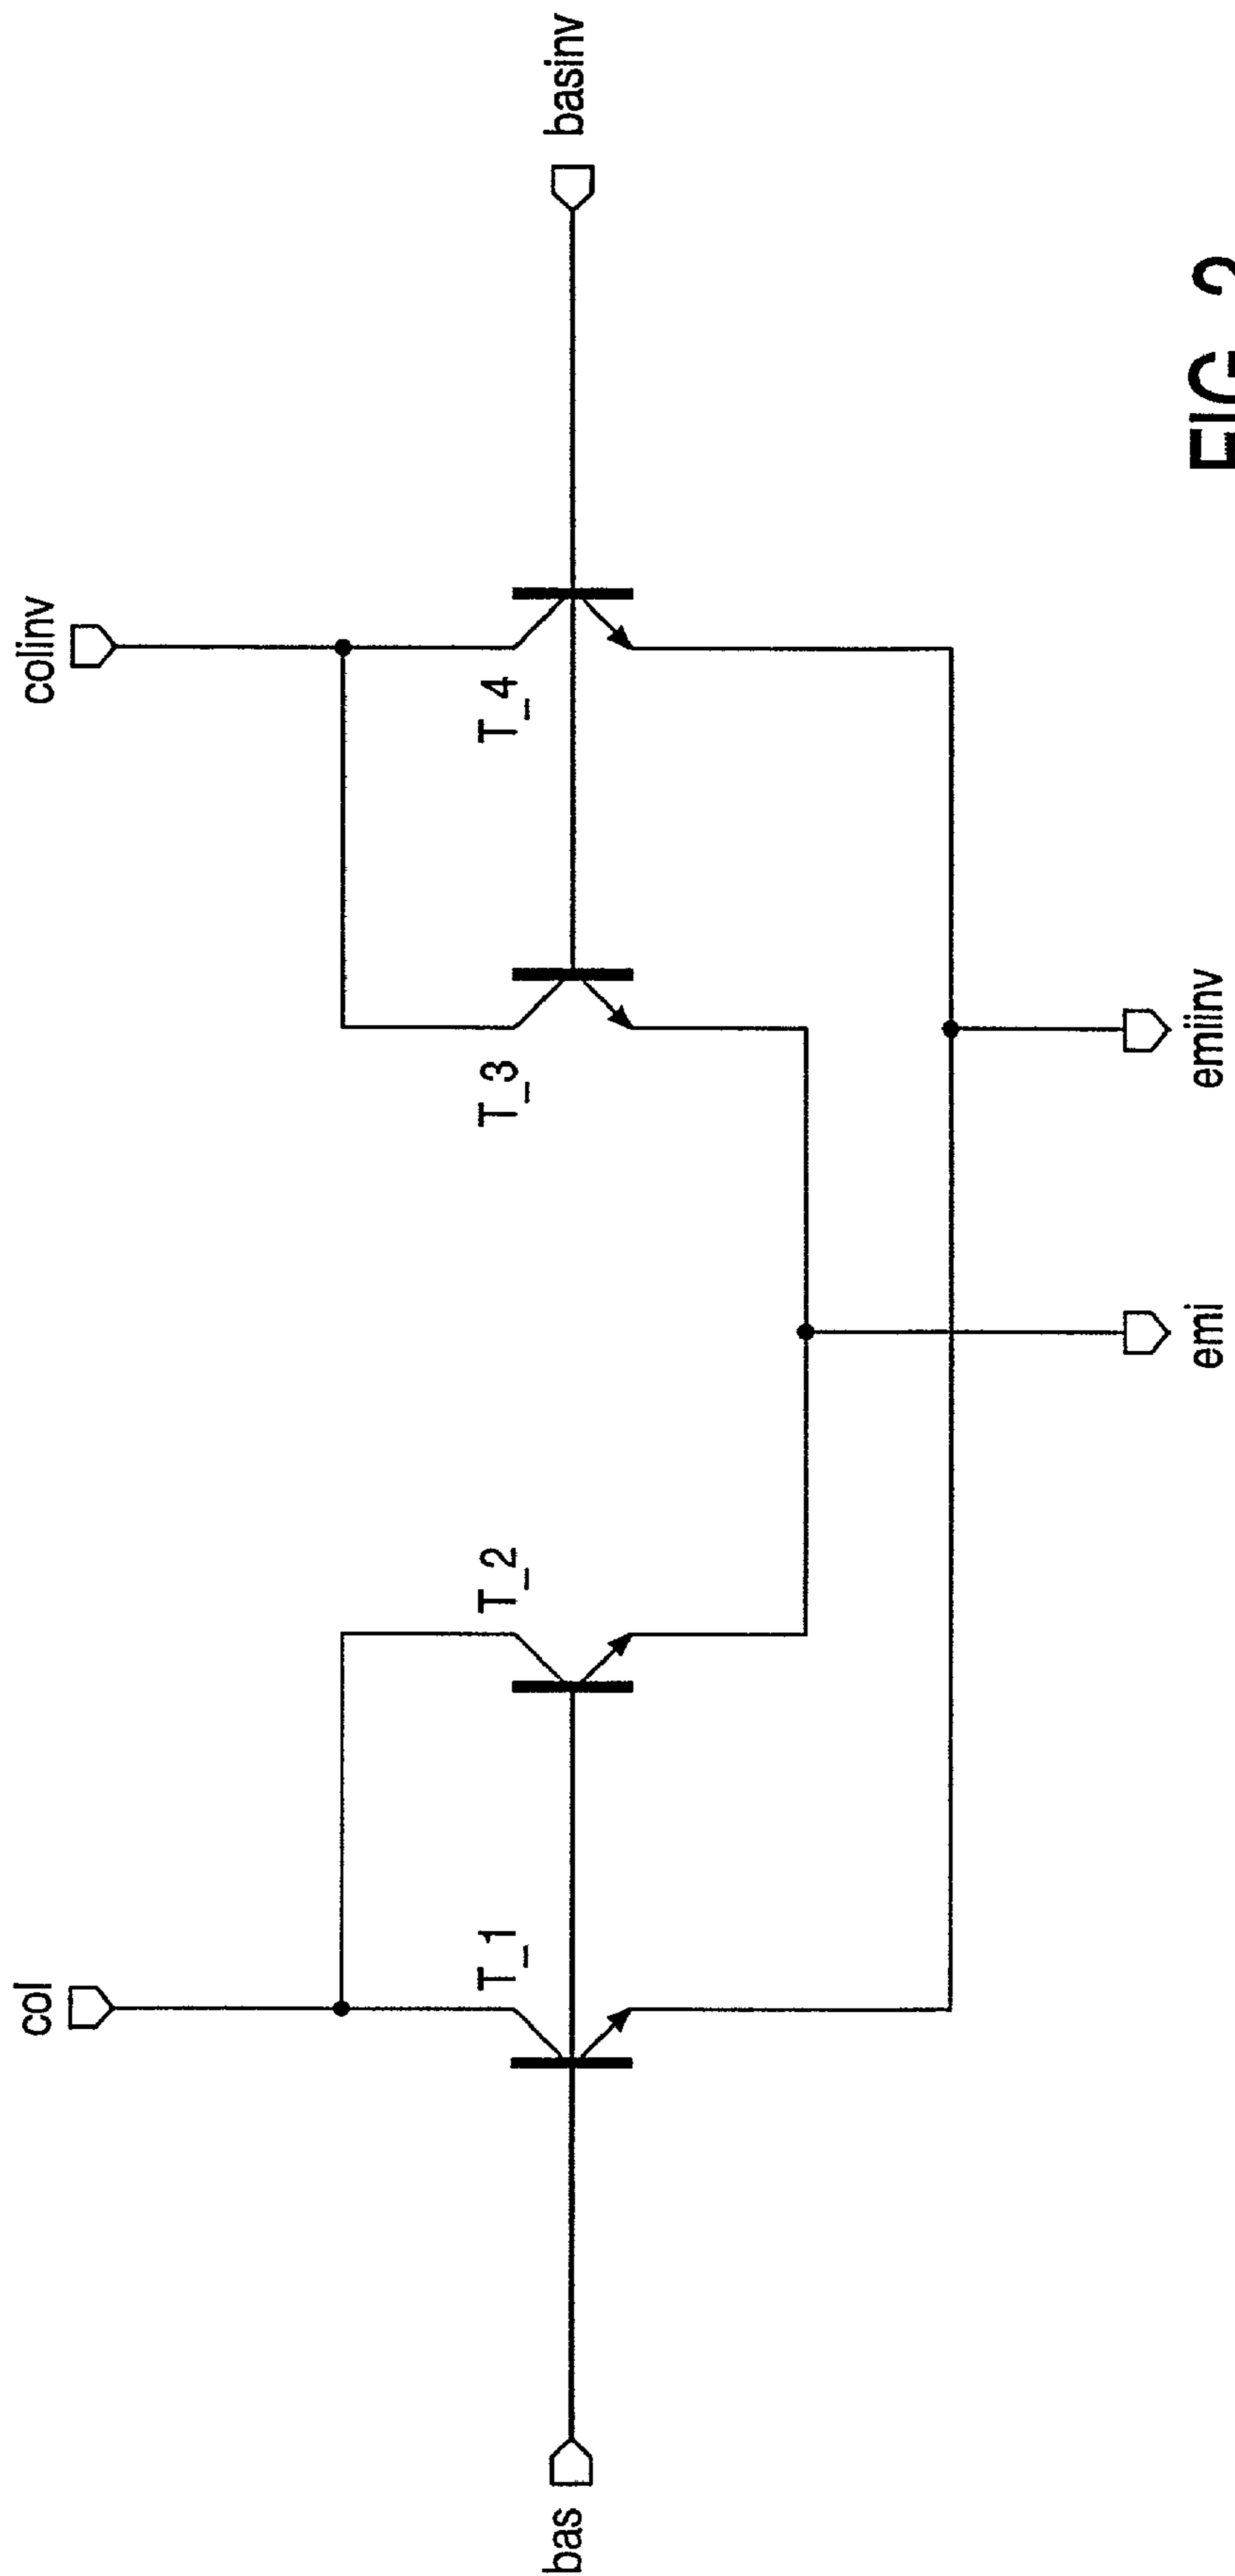 col
colinv
T_1
T_2
T_3
T_4
bas
basinv
emi
emiinv
FIG. 2